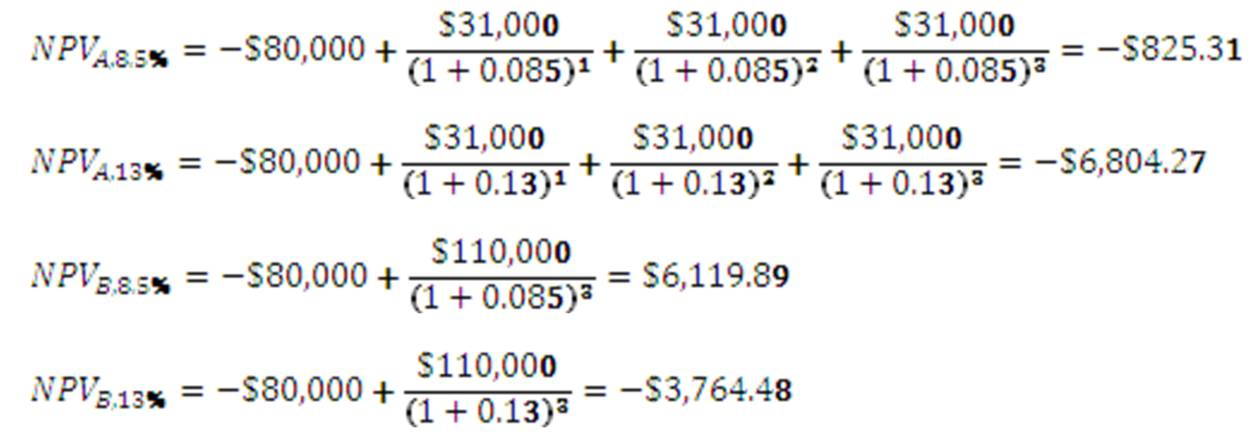 NPV_{A,8.5%} = −$80,000 + $31,000/(1 + 0.085)¹ + $31,000/(1 + 0.085)² + $31,000/(1 + 0.085)³ = −$825.31
NPV_{A,13%} = −$80,000 + $31,000/(1 + 0.13)¹ + $31,000/(1 + 0.13)² + $31,000/(1 + 0.13)³ = −$6,804.27
NPV_{B,8.5%} = −$80,000 + $110,000/(1 + 0.085)³ = $6,119.89
NPV_{B,13%} = −$80,000 + $110,000/(1 + 0.13)³ = −$3,764.48